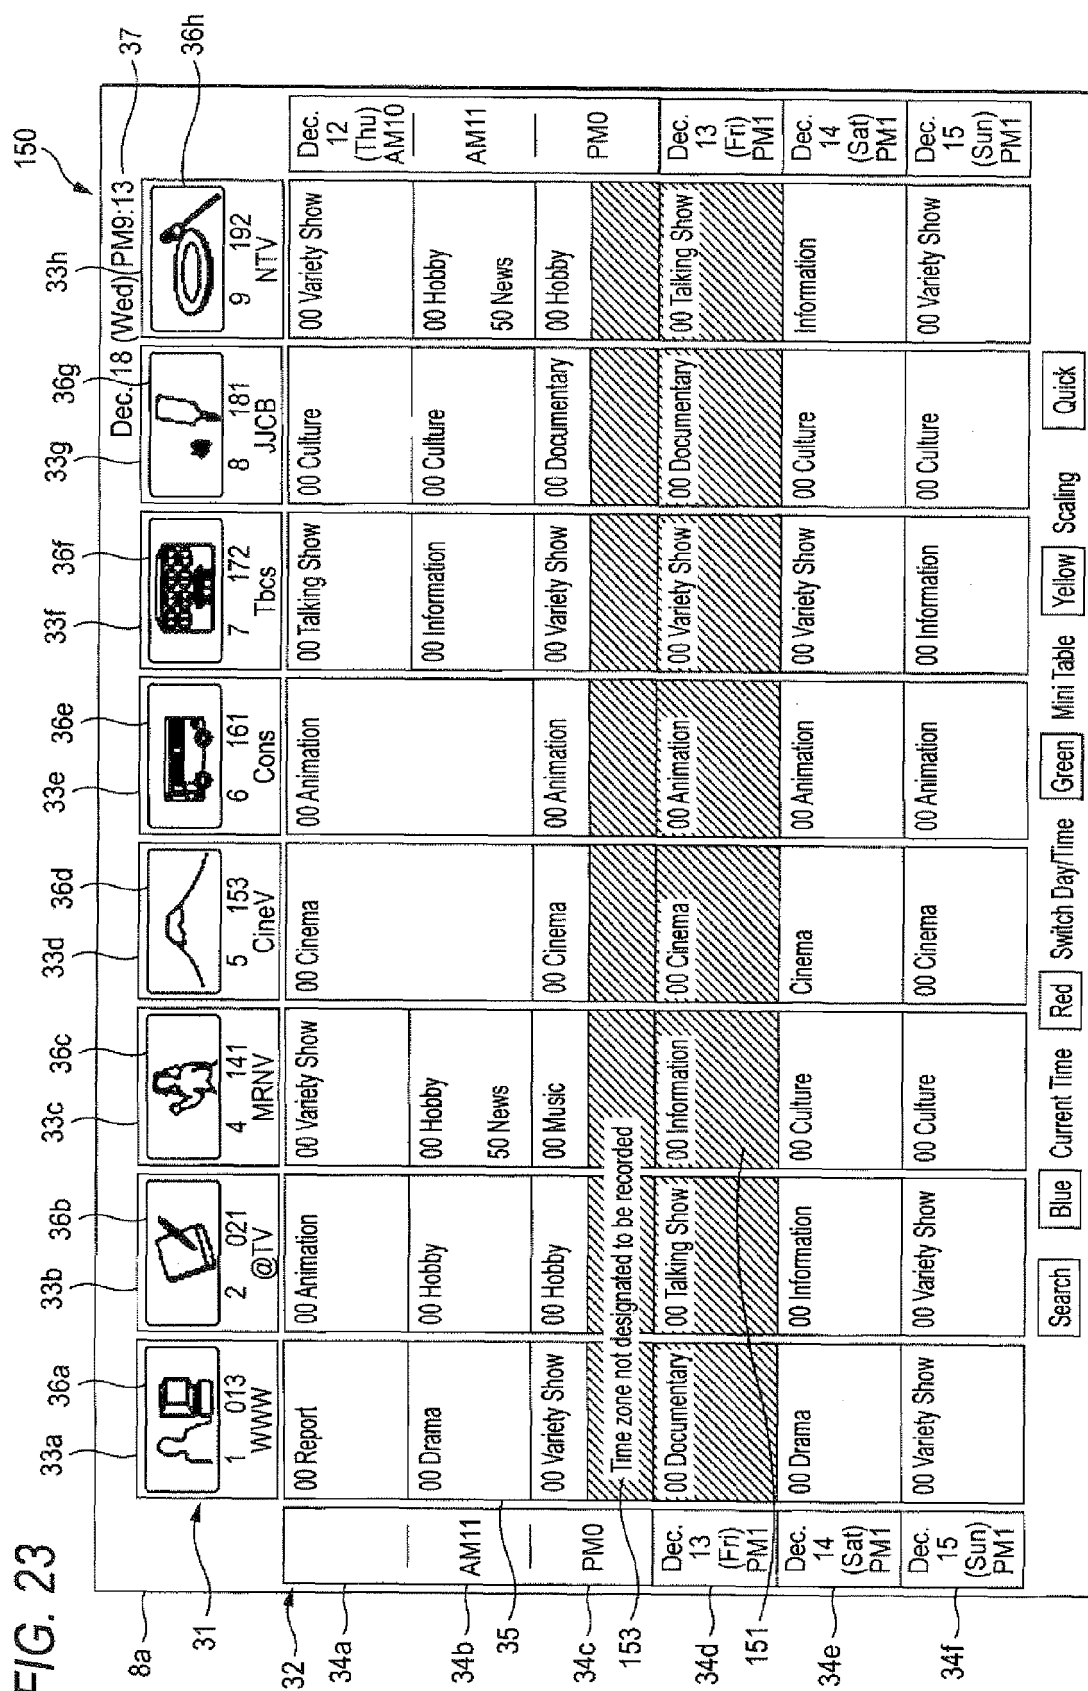 FIG. 23
150
33a 36a 33b 36b 33c 36c 33d 36d 33e 36e 33f 36f 33g 36g 33h 37
36h
8a
Dec. 18 (Wed) (PM9:13
31
1 013
WWW
2 021
@TV
4 141
MRNV
5 153
CineV
6 161
Cons
7 172
Tbcs
8 181
JJCB
9 192
NTV
32
34a
00 Report
00 Animation
00 Variety Show
00 Cinema
00 Animation
00 Talking Show
00 Culture
00 Variety Show
Dec.
12
(Thu)
AM10
34b
AM11
00 Drama
00 Hobby
00 Hobby
50 News
00 Information
00 Culture
00 Hobby
50 News
AM11
35
34c
PM0
00 Variety Show
00 Hobby
00 Music
00 Cinema
00 Animation
00 Variety Show
00 Documentary
00 Hobby
PM0
153
Time zone not designated to be recorded
34d
Dec.
13
(Fri)
PM1
00 Documentary
00 Talking Show
00 Information
00 Cinema
00 Animation
00 Variety Show
00 Documentary
00 Talking Show
Dec.
13
(Fri)
PM1
151
34e
Dec.
14
(Sat)
PM1
00 Drama
00 Information
00 Culture
Cinema
00 Animation
00 Variety Show
00 Culture
Information
Dec.
14
(Sat)
PM1
34f
Dec.
15
(Sun)
PM1
00 Variety Show
00 Variety Show
00 Culture
00 Cinema
00 Animation
00 Information
00 Culture
00 Variety Show
Dec.
15
(Sun)
PM1
Search Blue Current Time Red Switch Day/Time Green Mini Table Yellow Scaling Quick